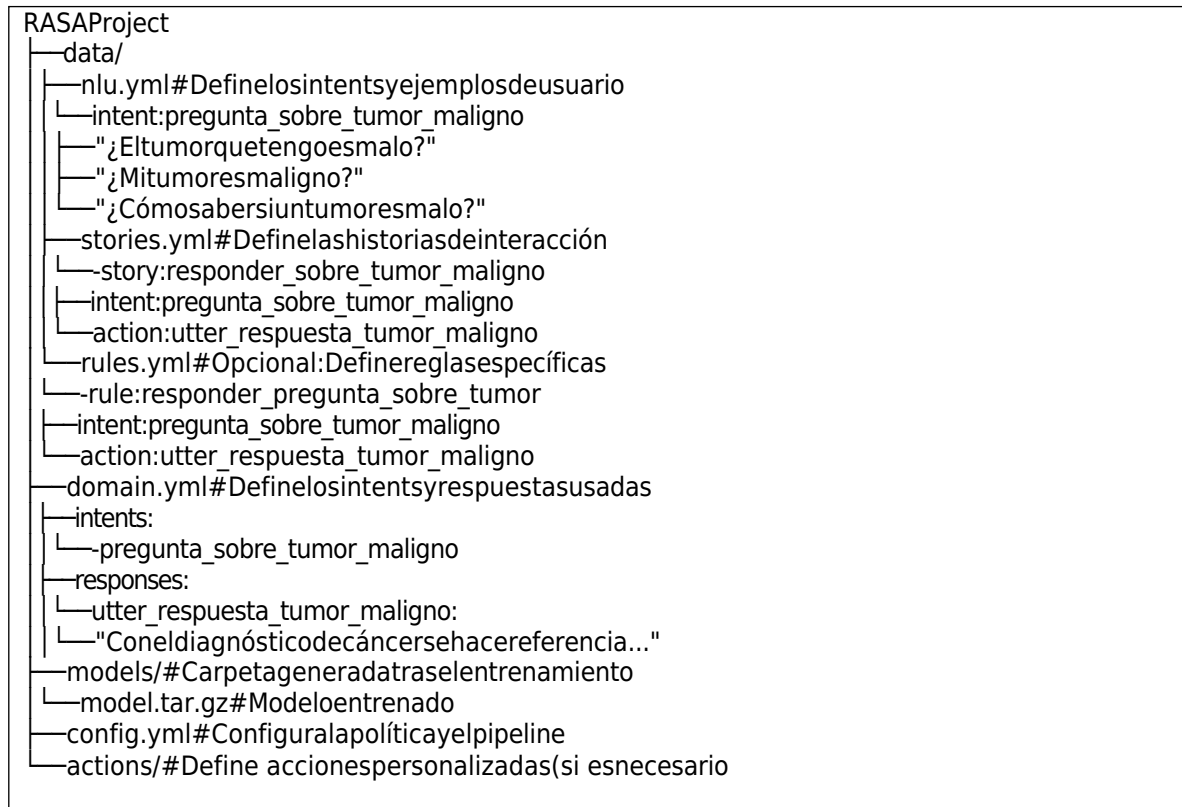 RASAProject
├──data/
│├──nlu.yml#Definelosintentsyejemplosdeusuario
││└──intent:pregunta_sobre_tumor_maligno
││├──"¿Eltumorquetengoesmalo?"
││├──"¿Mitumoresmaligno?"
││└──"¿Cómosabersiuntumoresmalo?"
│├──stories.yml#Definelashistoriasdeinteracción
││└──-story:responder_sobre_tumor_maligno
││├──intent:pregunta_sobre_tumor_maligno
││└──action:utter_respuesta_tumor_maligno
│└──rules.yml#Opcional:Definereglasespecíficas
│└──-rule:responder_pregunta_sobre_tumor
│├──intent:pregunta_sobre_tumor_maligno
│└──action:utter_respuesta_tumor_maligno
├──domain.yml#Definelosintentsyrespuestasusadas
│├──intents:
││└──-pregunta_sobre_tumor_maligno
│├──responses:
││└──utter_respuesta_tumor_maligno:
││└──"Coneldiagnósticodecáncersehacereferencia..."
├──models/#Carpetageneradatraselentrenamiento
│└──model.tar.gz#Modeloentrenado
├──config.yml#Configuralapolíticayelpipeline
└──actions/#Define accionespersonalizadas(si esnecesario